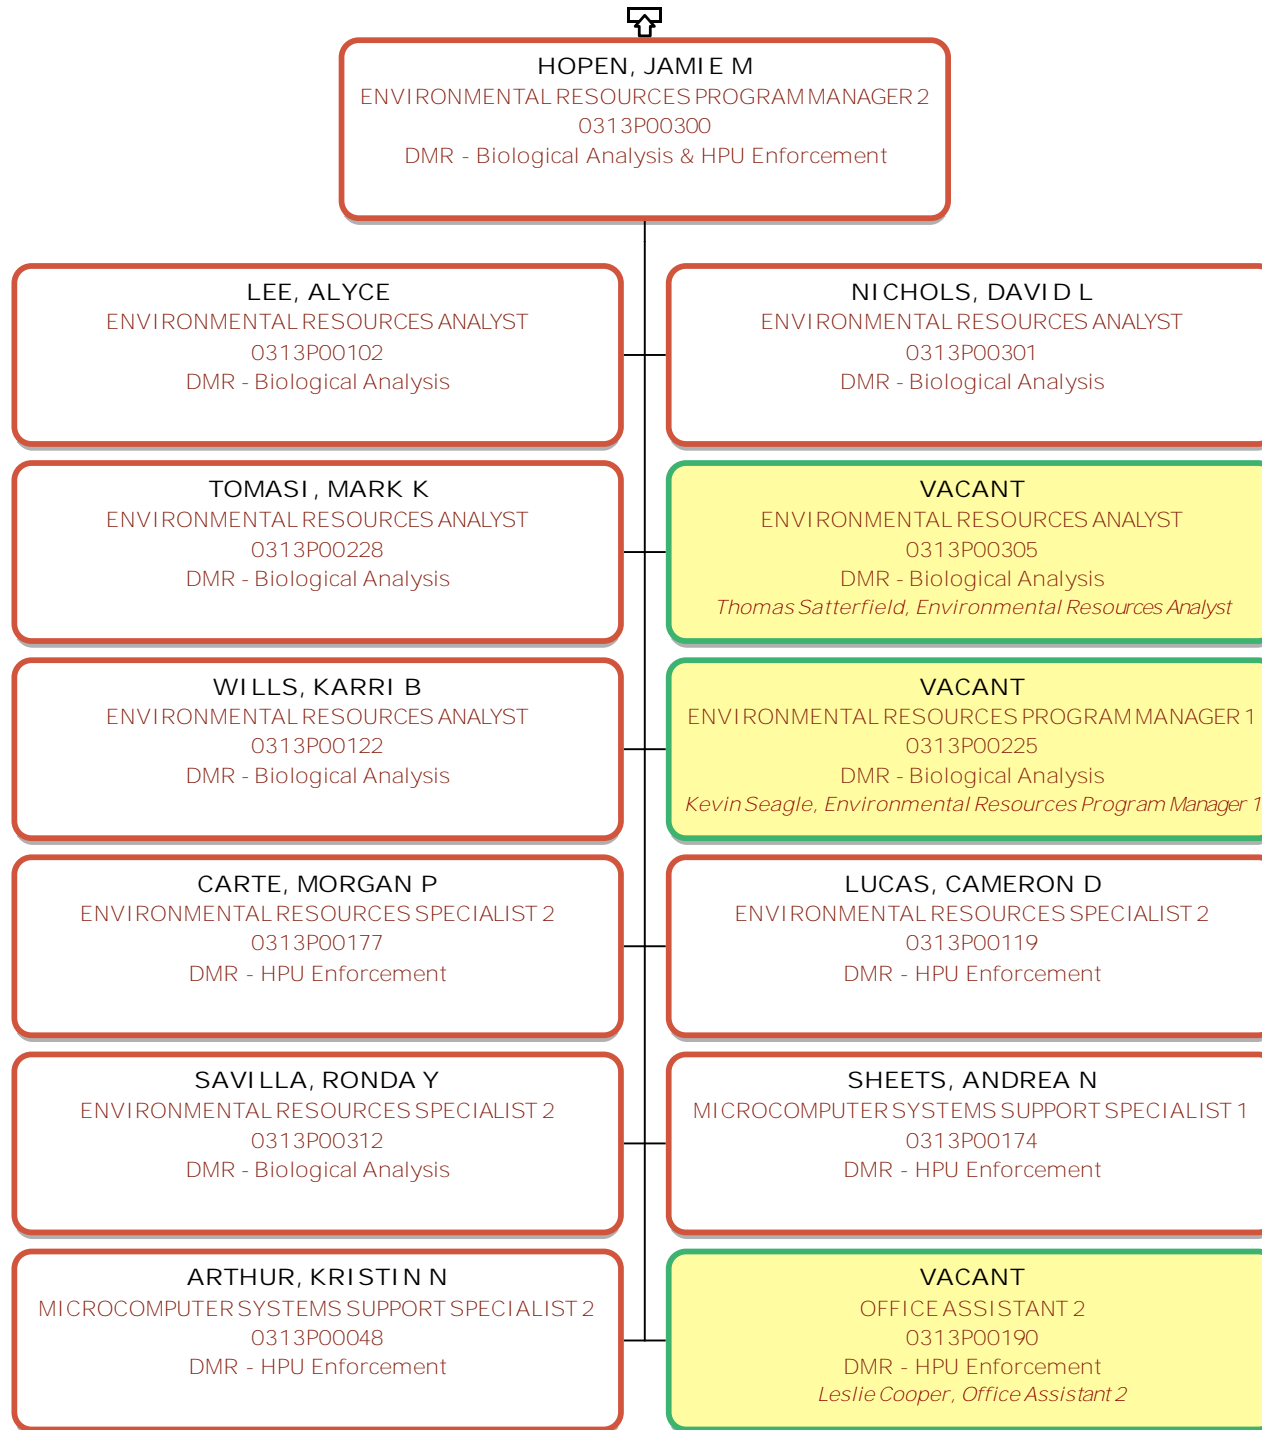 HOPEN, JAMIE M
ENVIRONMENTAL RESOURCES PROGRAM MANAGER 2
0313P00300
DMR - Biological Analysis & HPU Enforcement
LEE, ALYCE
ENVIRONMENTAL RESOURCES ANALYST
0313P00102
DMR - Biological Analysis
NICHOLS, DAVID L
ENVIRONMENTAL RESOURCES ANALYST
0313P00301
DMR - Biological Analysis
TOMASI, MARK K
ENVIRONMENTAL RESOURCES ANALYST
0313P00228
DMR - Biological Analysis
VACANT
ENVIRONMENTAL RESOURCES ANALYST
0313P00305
DMR - Biological Analysis
Thomas Satterfield, Environmental Resources Analyst
WILLS, KARRI B
ENVIRONMENTAL RESOURCES ANALYST
0313P00122
DMR - Biological Analysis
VACANT
ENVIRONMENTAL RESOURCES PROGRAM MANAGER 1
0313P00225
DMR - Biological Analysis
Kevin Seagle, Environmental Resources Program Manager 1
CARTE, MORGAN P
ENVIRONMENTAL RESOURCES SPECIALIST 2
0313P00177
DMR - HPU Enforcement
LUCAS, CAMERON D
ENVIRONMENTAL RESOURCES SPECIALIST 2
0313P00119
DMR - HPU Enforcement
SAVILLA, RONDA Y
ENVIRONMENTAL RESOURCES SPECIALIST 2
0313P00312
DMR - Biological Analysis
SHEETS, ANDREA N
MICROCOMPUTER SYSTEMS SUPPORT SPECIALIST 1
0313P00174
DMR - HPU Enforcement
ARTHUR, KRISTIN N
MICROCOMPUTER SYSTEMS SUPPORT SPECIALIST 2
0313P00048
DMR - HPU Enforcement
VACANT
OFFICE ASSISTANT 2
0313P00190
DMR - HPU Enforcement
Leslie Cooper, Office Assistant 2